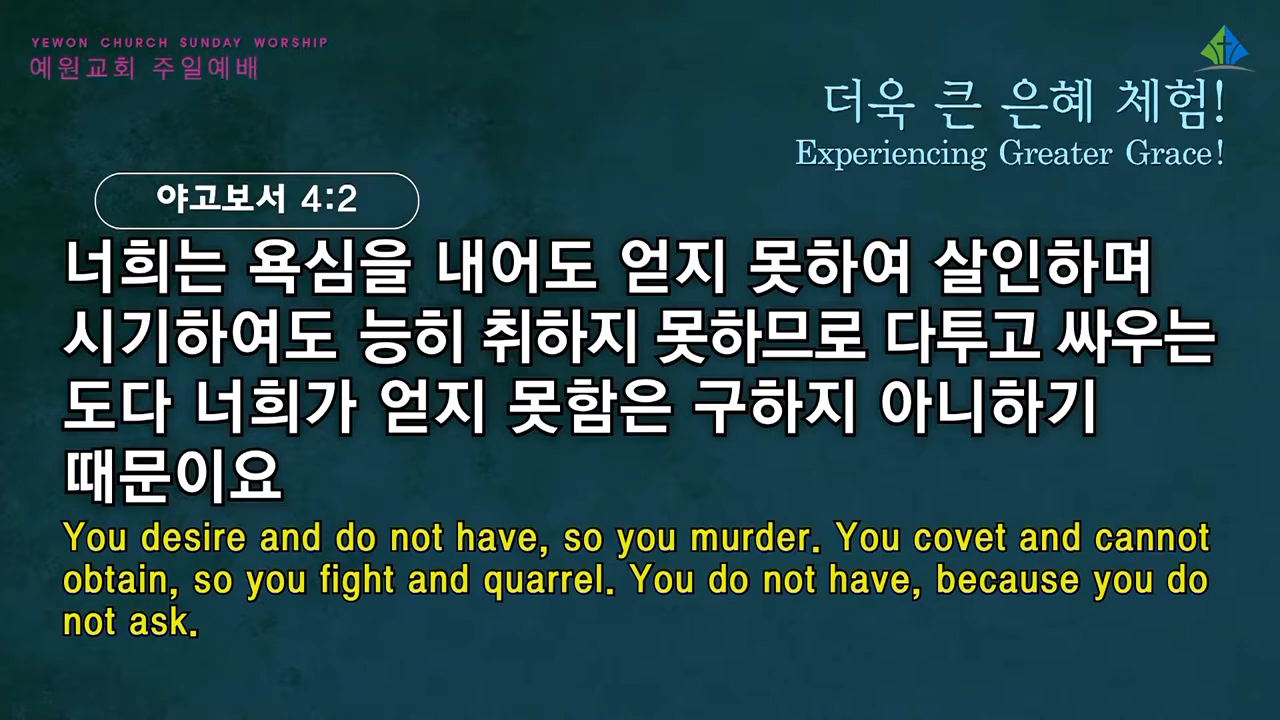 YEWON CHURCH SUNDAY WORSHIP
예원교회 주일예배
더욱 큰 은혜 체험!
Experiencing Greater Grace!
야고보서 4:2
너희는 욕심을 내어도 얻지 못하여 살인하며
시기하여도 능히 취하지 못하므로 다투고 싸우는
도다 너희가 얻지 못함은 구하지 아니하기
때문이요
You desire and do not have, so you murder. You covet and cannot
obtain, so you fight and quarrel. You do not have, because you do
not ask.